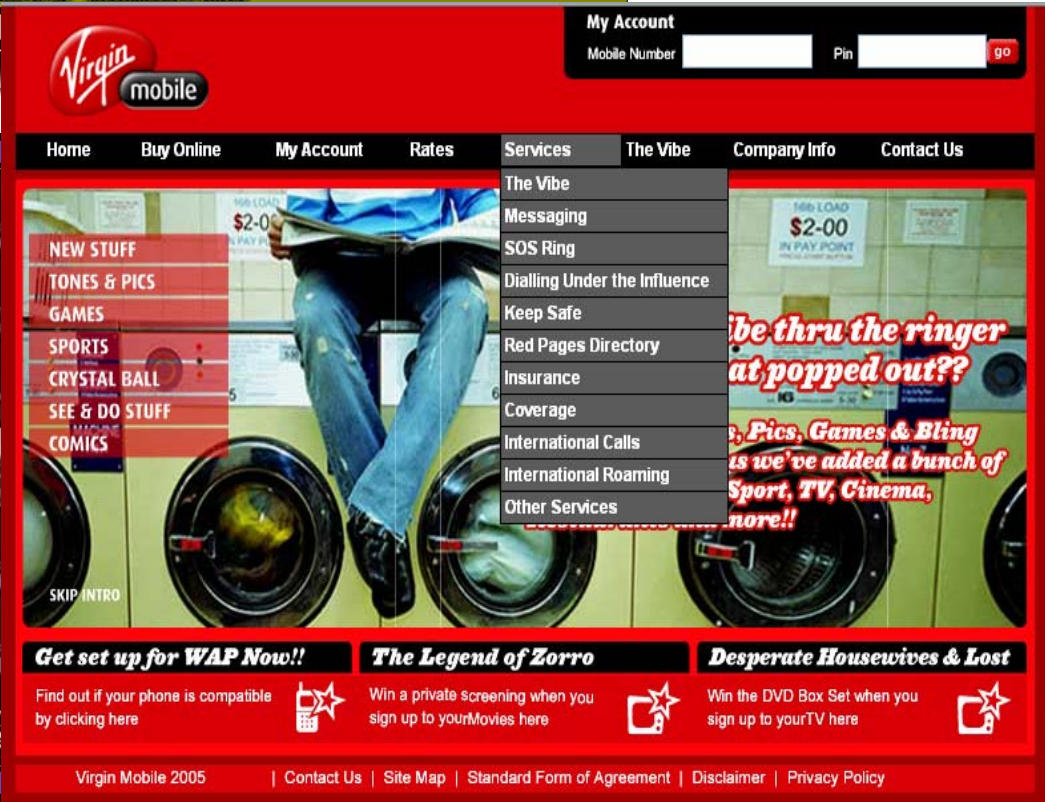 My Account
Mobile Number
Pin
go
Virgin
mobile
Home
Buy Online
My Account
Rates
Services
The Vibe
Company Info
Contact Us
The Vibe
Messaging
SOS Ring
Dialling Under the Influence
Keep Safe
Red Pages Directory
Insurance
Coverage
International Calls
International Roaming
Other Services
NEW STUFF
TONES & PICS
GAMES
SPORTS
CRYSTAL BALL
SEE & DO STUFF
COMICS
SKIP INTRO
LOAD
$2-0
LOAD
$2-00
IN PAY POINT
thru the ringer
popped out??
Pics, Games & Bling
we've added a bunch of
Sport, TV, Cinema,
more!!
Get set up for WAP Now!!
Find out if your phone is compatible
by clicking here
The Legend of Zorro
Win a private screening when you
sign up to yourMovies here
Desperate Housewives & Lost
Win the DVD Box Set when you
sign up to yourTV here
Virgin Mobile 2005 | Contact Us | Site Map | Standard Form of Agreement | Disclaimer | Privacy Policy